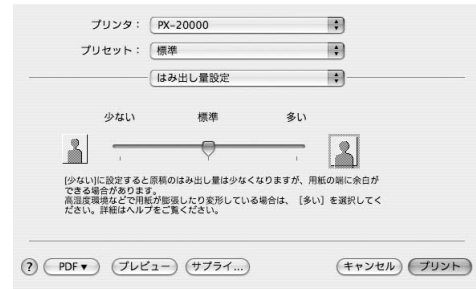 プリンタ： PX-20000
プリセット： 標準
はみ出し量設定
少ない 標準 多い
[少ない]に設定すると原稿のはみ出し量は少なくなりますが、用紙の端に余白が
できる場合があります。
高湿度環境などで用紙が膨張したり変形している場合は、［多い］を選択してく
ださい。詳細はヘルプをご覧ください。
? PDF▼ プレビュー サプライ... キャンセル プリント